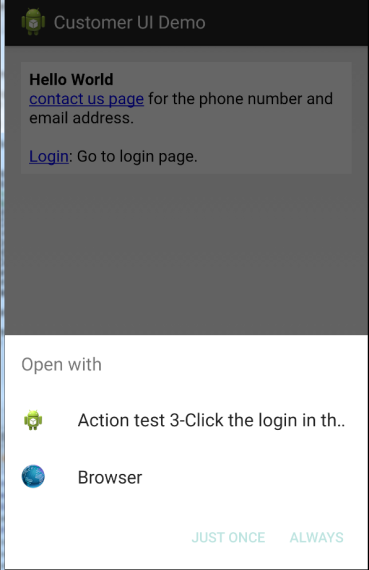 Customer UI Demo
Hello World
contact us page for the phone number and
email address.
Login: Go to login page.
Open with
Action test 3-Click the login in th..
Browser
JUST ONCE ALWAYS